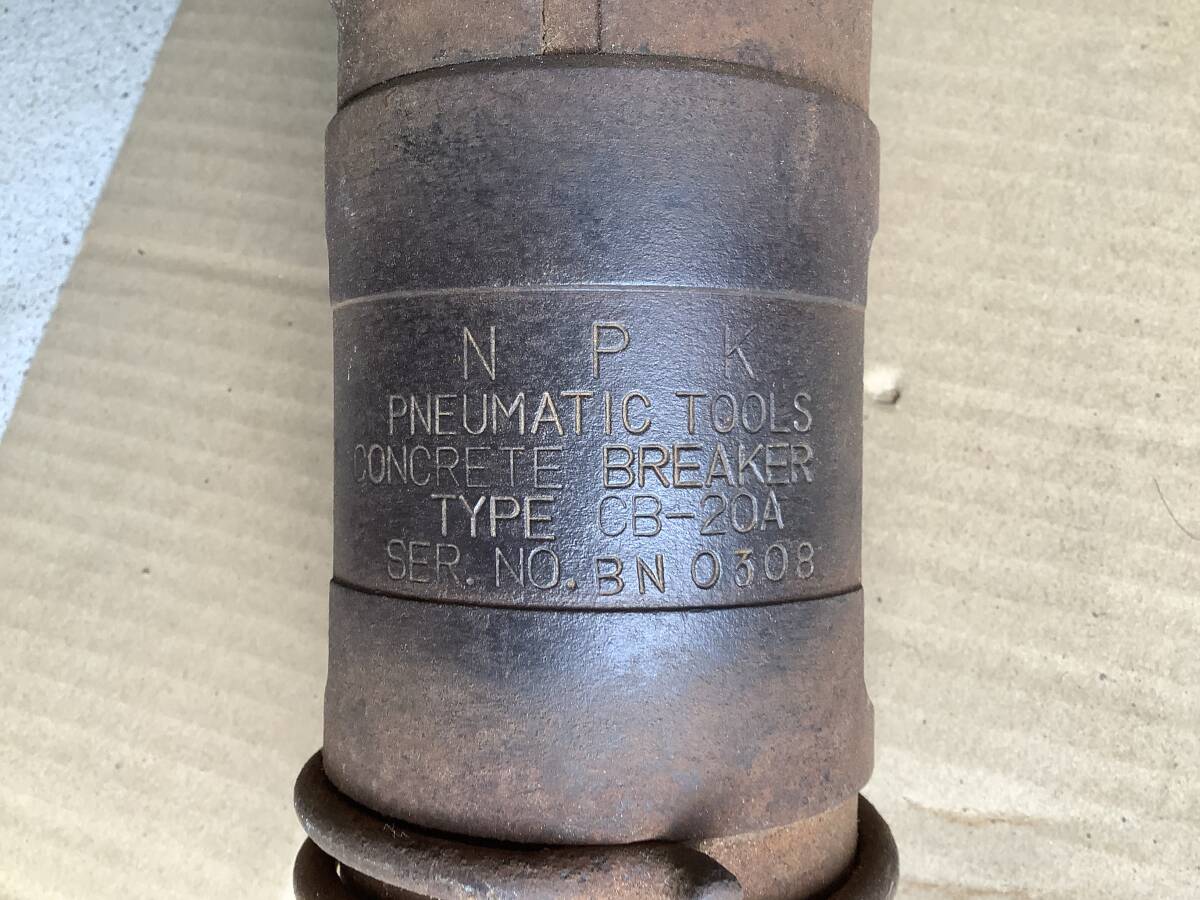 N P K
PNEUMATIC TOOLS
CONCRETE BREAKER
TYPE CB-20A
SER. NO. BN 0308